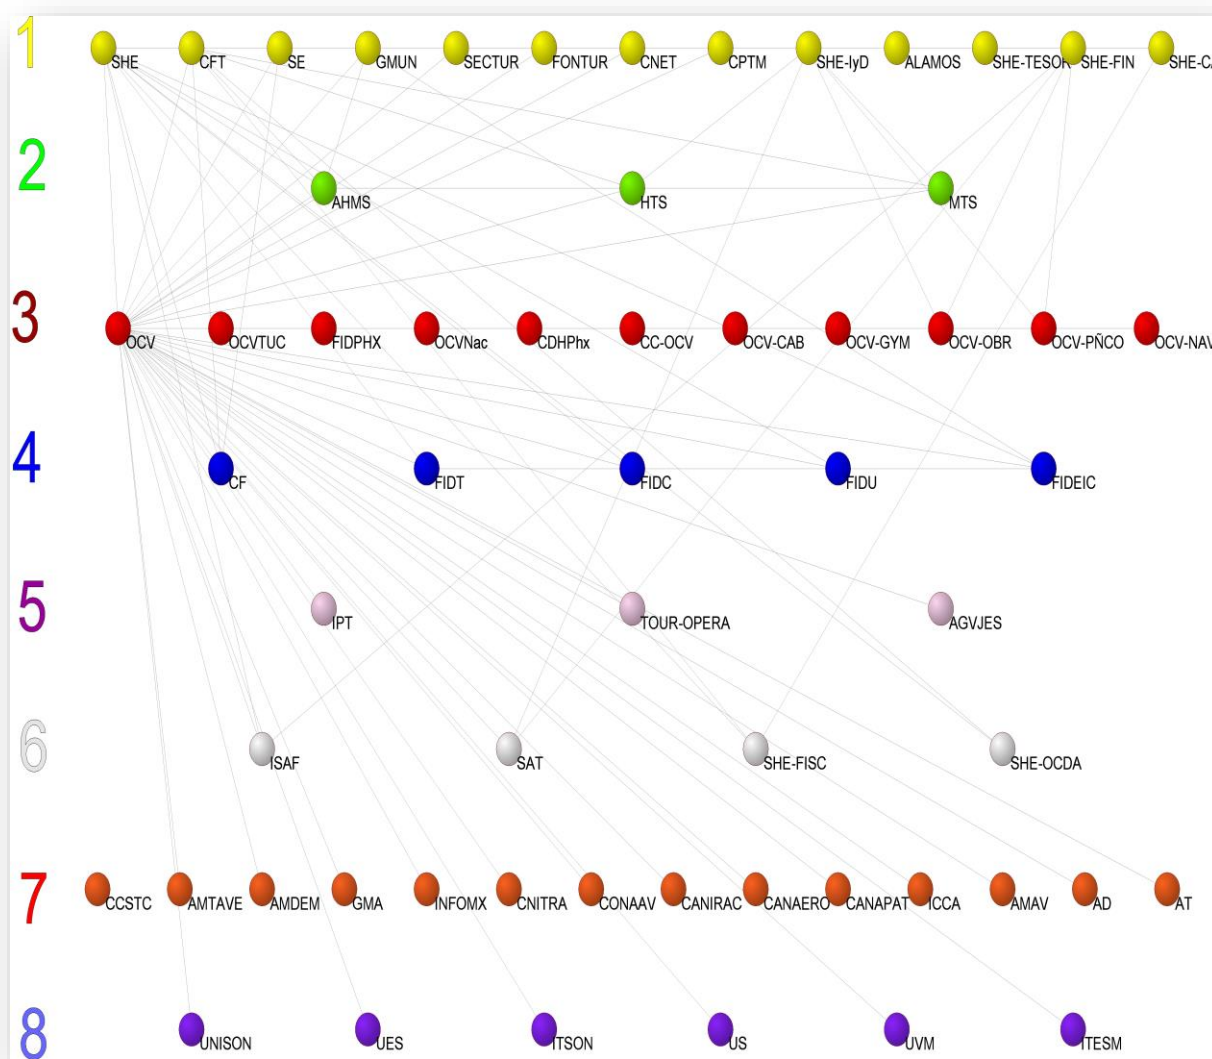 1
SHE CFT SE GMUN SECTUR FONTUR CNET CPTM SHE-IyD ALAMOS SHE-TESOR SHE-FIN SHE-CA
2
AHMS HTS MTS
3
OCV OCVTUC FIDPHX OCVNac CDHPhx CC-OCV OCV-CAB OCV-GYM OCV-OBR OCV-PÑCO OCV-NAV
4
CF FIDT FIDC FIDU FIDEIC
5
IPT TOUR-OPERA AGVJES
6
ISAF SAT SHE-FISC SHE-OCDA
7
CCSTC AMTAVE AMDEM GMA INFOMX CNITRA CONAAV CANIRAC CANAERO CANAPAT ICCA AMAV AD AT
8
UNISON UES ITSON US UVM ITESM